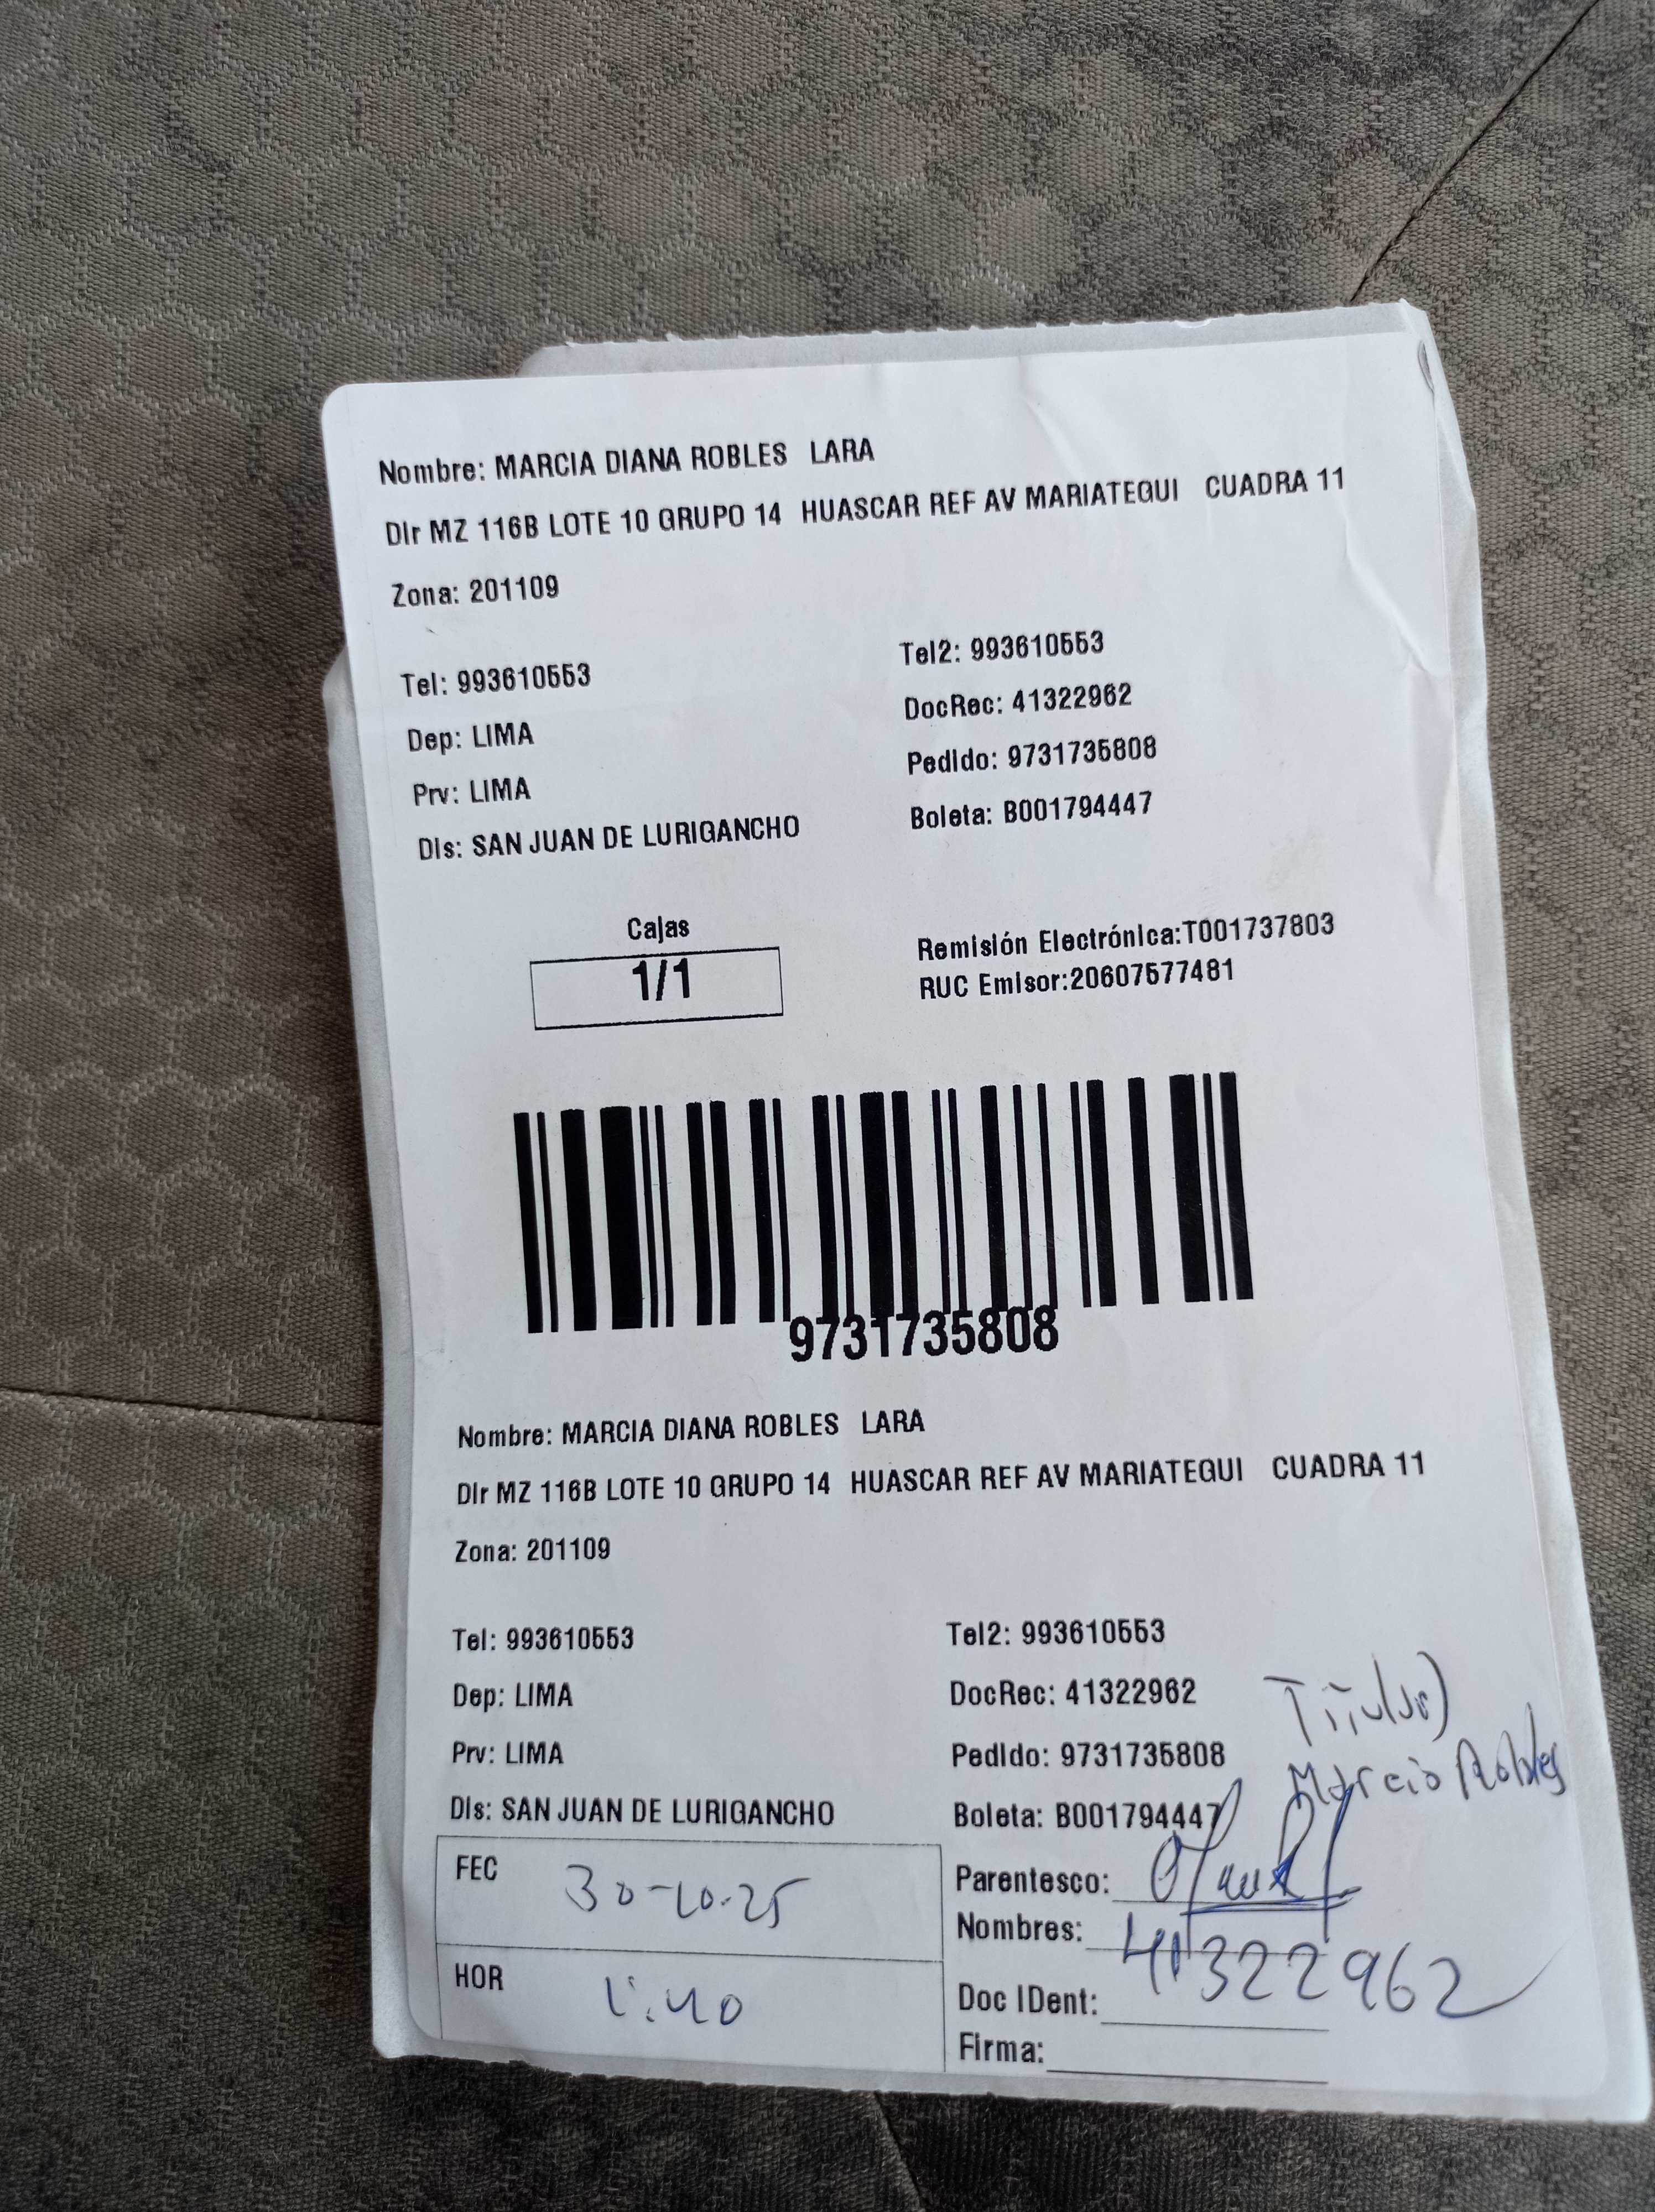 Nombre: MARCIA DIANA ROBLES LARA
Dir MZ 116B LOTE 10 GRUPO 14 HUASCAR REF AV MARIATEGUI CUADRA 11
Zona: 201109
Tel: 993610553 Tel2: 993610553
Dep: LIMA DocRec: 41322962
Prv: LIMA Pedido: 9731735808
Dis: SAN JUAN DE LURIGANCHO Boleta: B001794447
Cajas
1/1
Remisión Electrónica:T001737803
RUC Emisor:20607577481
9731735808
Nombre: MARCIA DIANA ROBLES LARA
Dir MZ 116B LOTE 10 GRUPO 14 HUASCAR REF AV MARIATEGUI CUADRA 11
Zona: 201109
Tel: 993610553 Tel2: 993610553
Dep: LIMA DocRec: 41322962
Prv: LIMA Pedido: 9731735808
Dis: SAN JUAN DE LURIGANCHO Boleta: B001794447
Marcia Robles
FEC 30-10-25
HOR 1:40
Parentesco:
Nombres: 41322962
Doc IDent:
Firma: